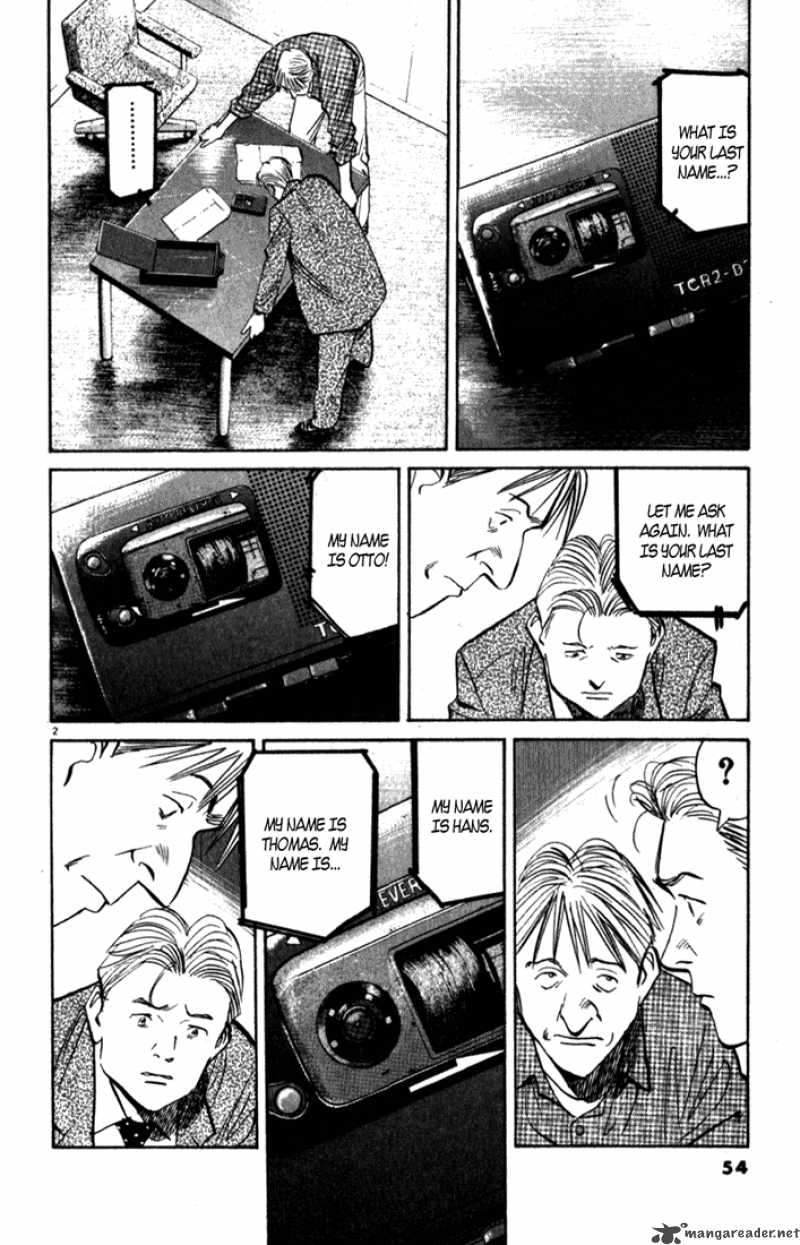 WHAT IS
YOUR LAST
NAME...?
TCR2-D
.........
LET ME ASK
AGAIN. WHAT
IS YOUR LAST
NAME?
MY NAME
IS OTTO!
TC
2
?
MY NAME
IS HANS.
MY NAME IS
THOMAS. MY
NAME IS...
EVER
54
mangareader.net